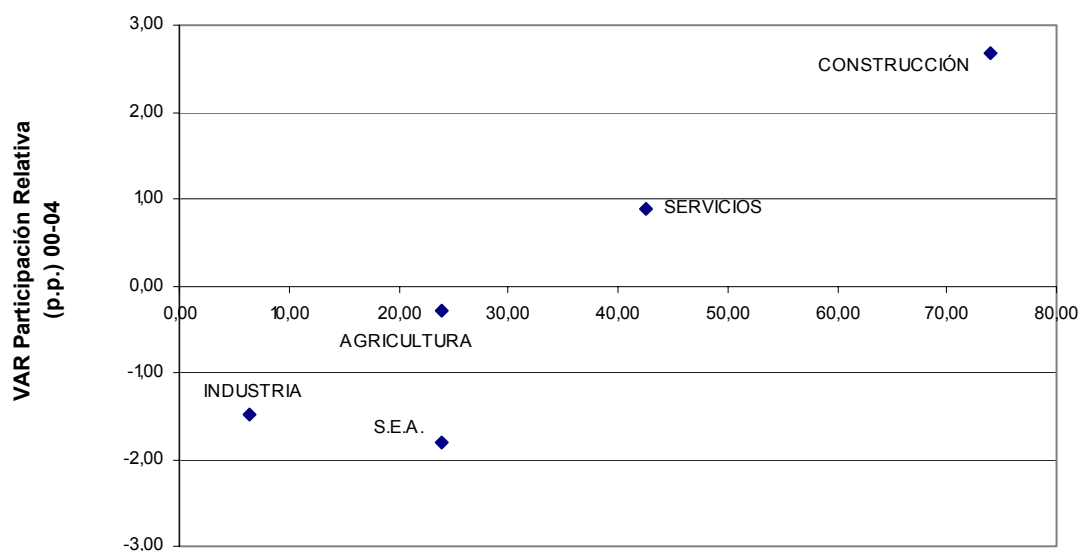 3,00
CONSTRUCCIÓN
2,00
1,00
SERVICIOS
0,00
0,00 10,00 20,00 30,00 40,00 50,00 60,00 70,00 80,00
AGRICULTURA
-1,00
INDUSTRIA
S.E.A.
-2,00
-3,00
VAR Participación Relativa
(p.p.) 00-04